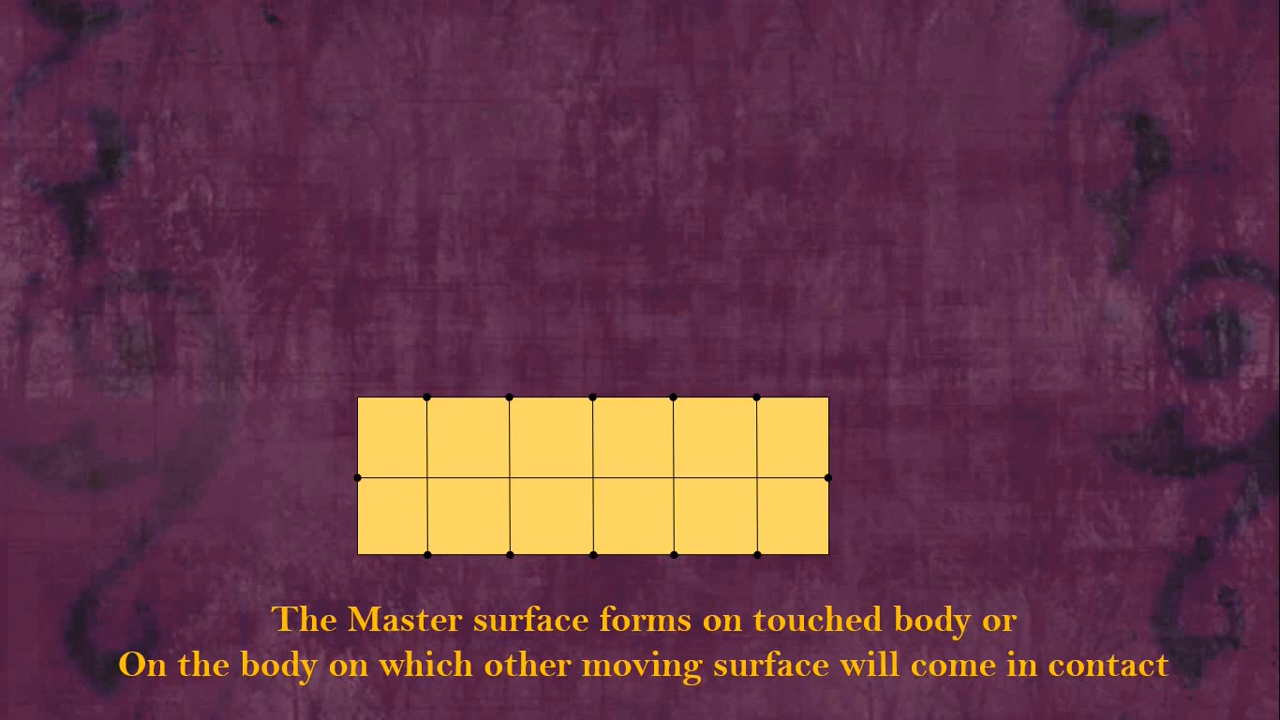 The Master surface forms on touched body or
On the body on which other moving surface will come in contact